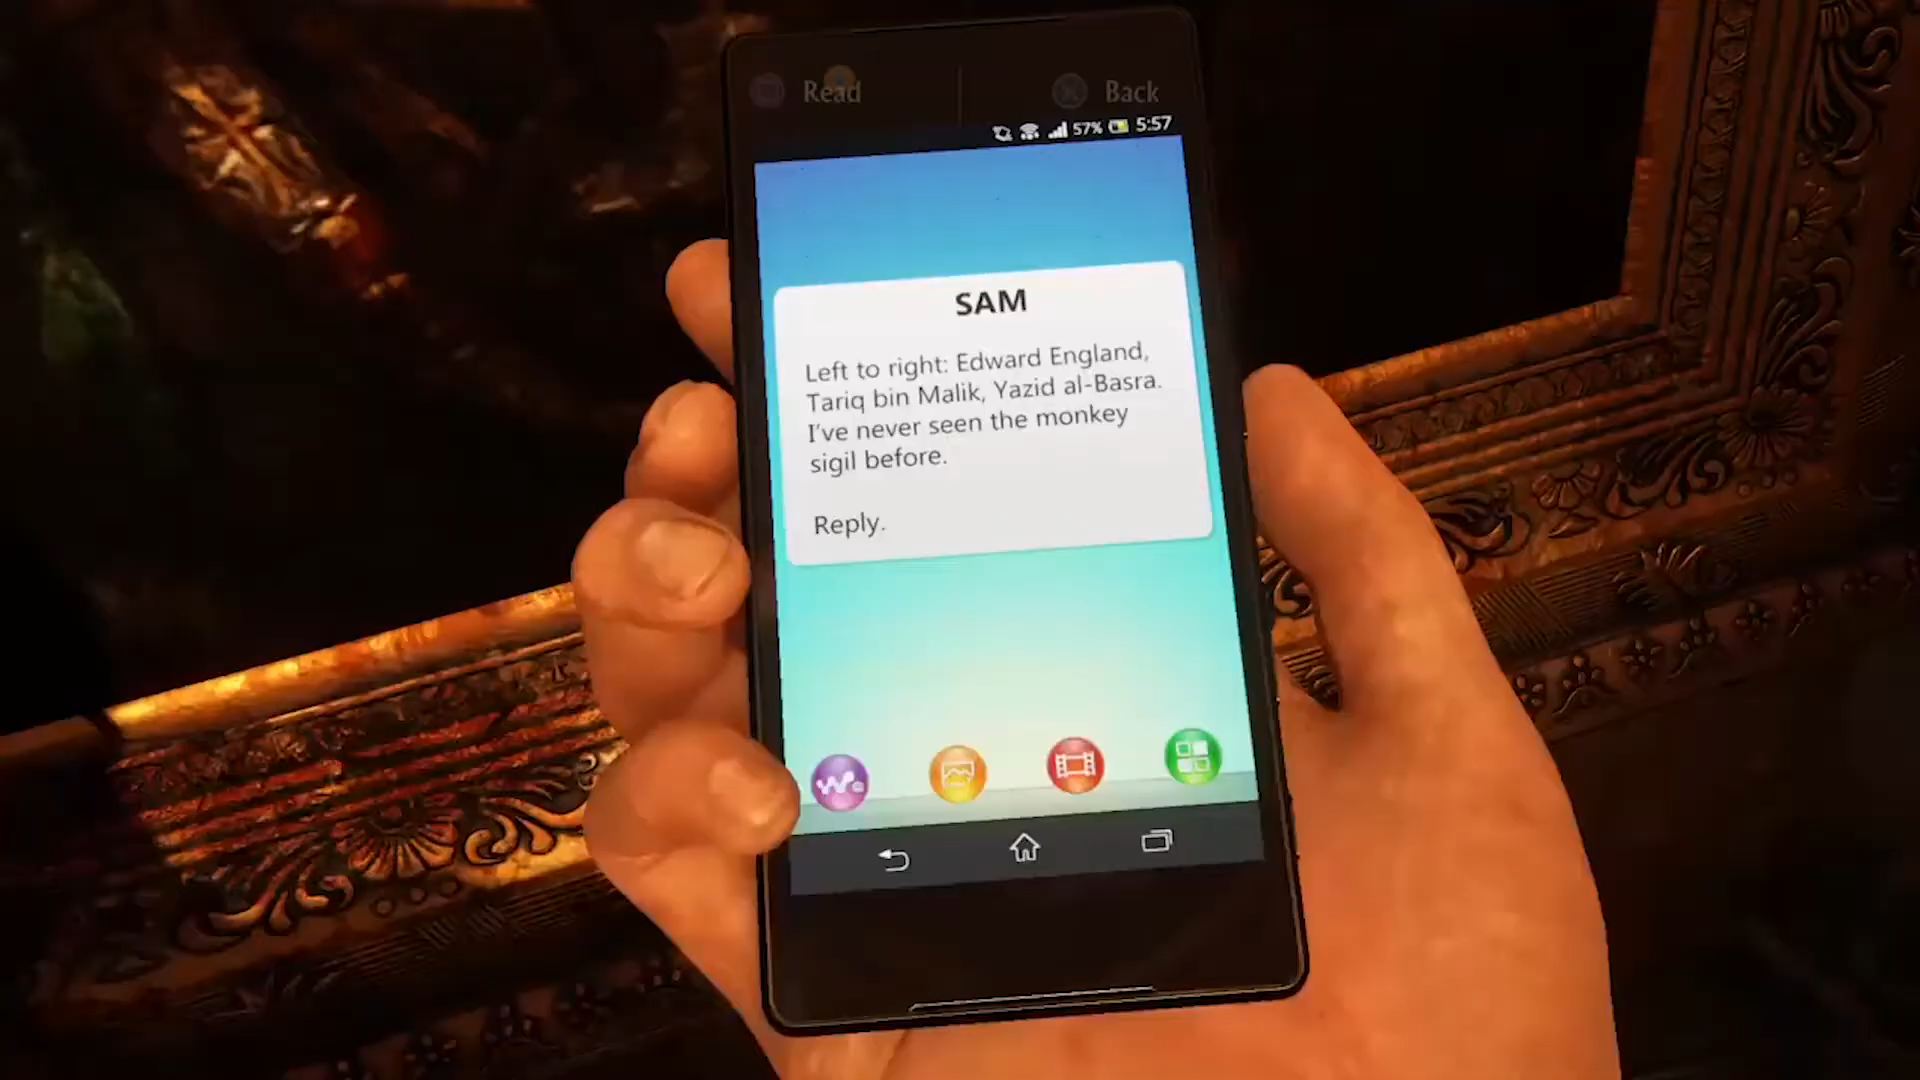 Read
Back
57% 5:57
SAM
Left to right: Edward England,
Tariq bin Malik, Yazid al-Basra.
I've never seen the monkey
sigil before.
Reply.